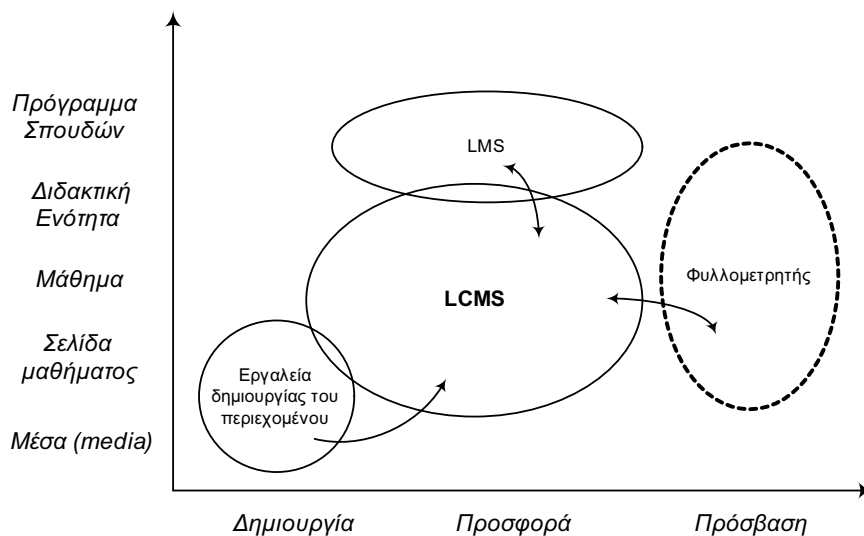 Πρόγραμμα
Σπουδών
LMS
Διδακτική
Ενότητα
Μάθημα
LCMS
Φυλλομετρητής
Σελίδα
μαθήματος
Εργαλεία
δημιουργίας του
περιεχομένου
Μέσα (media)
Δημιουργία
Προσφορά
Πρόσβαση